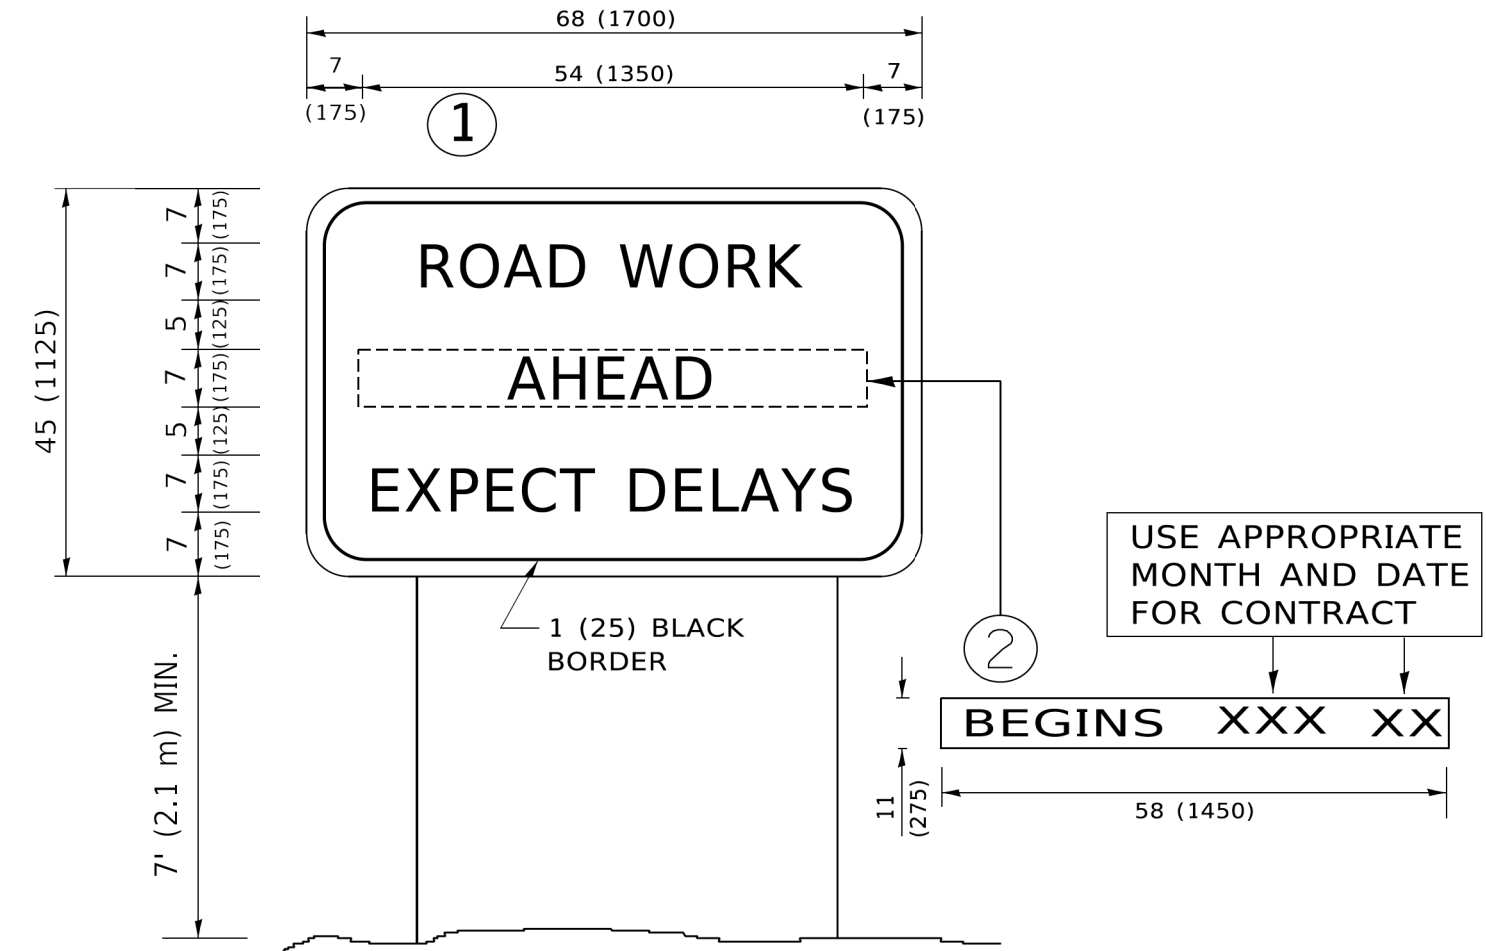 68 (1700)
7
54 (1350)
7
(175)
(175)
1
7
(175)
7
(175)
5
(125)
7
(175)
5
(125)
7
(175)
7
(175)
45 (1125)
ROAD WORK
AHEAD
EXPECT DELAYS
1 (25) BLACK
BORDER
7' (2.1 m) MIN.
2
USE APPROPRIATE
MONTH AND DATE
FOR CONTRACT
BEGINS XXX XX
11
(275)
58 (1450)